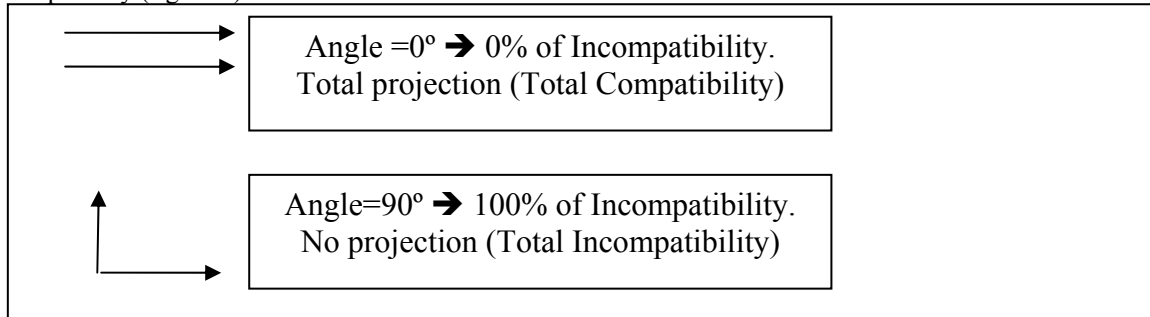 Angle =0º ➔ 0% of Incompatibility.
Total projection (Total Compatibility)
Angle=90º ➔ 100% of Incompatibility.
No projection (Total Incompatibility)